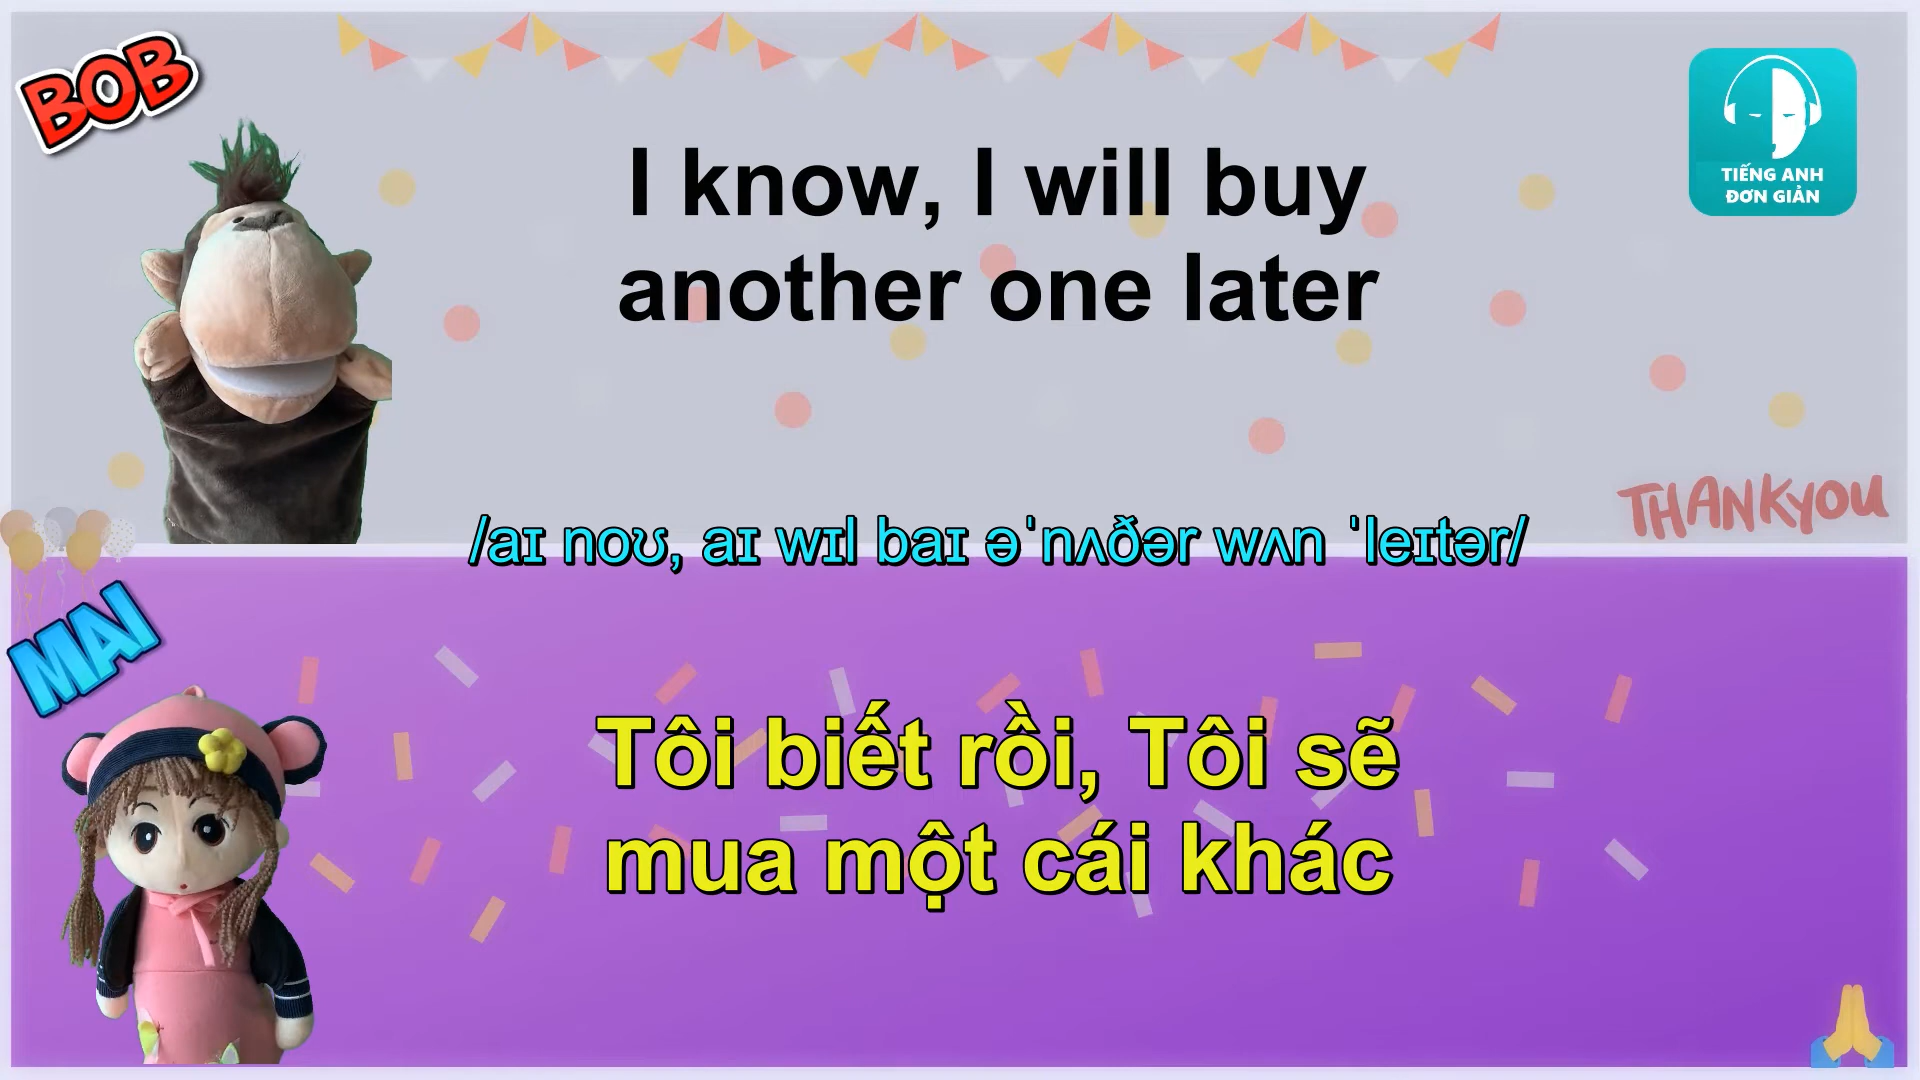 BOB
TIẾNG ANH
ĐƠN GIẢN
I know, I will buy
another one later
THANKYOU
/aɪ noʊ, aɪ wɪl baɪ əˈnʌðər wʌn ˈleɪtər/
MAI
Tôi biết rồi, Tôi sẽ
mua một cái khác